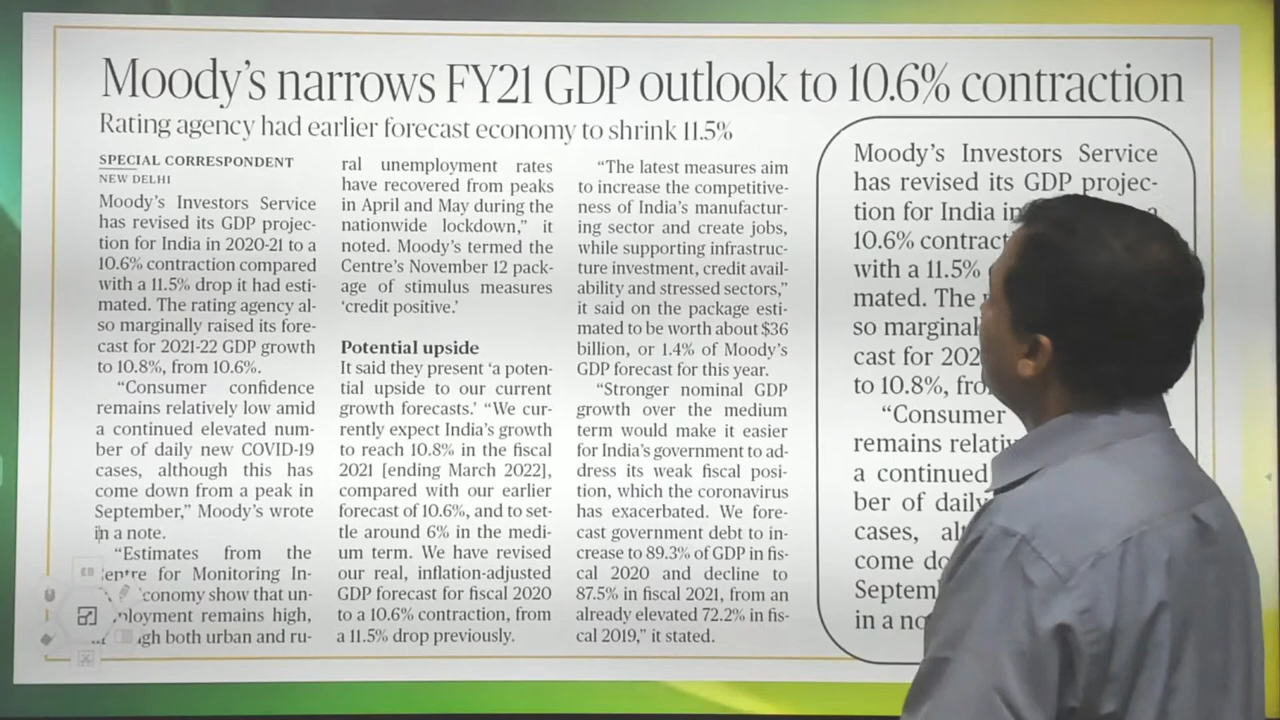 Moody's narrows FY21 GDP outlook to 10.6% contraction
Rating agency had earlier forecast economy to shrink 11.5%
SPECIAL CORRESPONDENT
NEW DELHI
Moody's Investors Service
has revised its GDP projec-
tion for India in 2020-21 to a
10.6% contraction compared
with a 11.5% drop it had esti-
mated. The rating agency al-
so marginally raised its fore-
cast for 2021-22 GDP growth
to 10.8%, from 10.6%.
"Consumer confidence
remains relatively low amid
a continued elevated num-
ber of daily new COVID-19
cases, although this has
come down from a peak in
September," Moody's wrote
in a note.
"Estimates from the
entre for Monitoring In-
conomy show that un-
ployment remains high,
gh both urban and ru-
ral unemployment rates
have recovered from peaks
in April and May during the
nationwide lockdown," it
noted. Moody's termed the
Centre's November 12 pack-
age of stimulus measures
'credit positive.'
Potential upside
It said they present 'a poten-
tial upside to our current
growth forecasts.' "We cur-
rently expect India's growth
to reach 10.8% in the fiscal
2021 [ending March 2022],
compared with our earlier
forecast of 10.6%, and to set-
tle around 6% in the medi-
um term. We have revised
our real, inflation-adjusted
GDP forecast for fiscal 2020
to a 10.6% contraction, from
a 11.5% drop previously.
"The latest measures aim
to increase the competitive-
ness of India's manufactur-
ing sector and create jobs,
while supporting infrastruc-
ture investment, credit avail-
ability and stressed sectors,"
it said on the package esti-
mated to be worth about $36
billion, or 1.4% of Moody's
GDP forecast for this year.
"Stronger nominal GDP
growth over the medium
term would make it easier
for India's government to ad-
dress its weak fiscal posi-
tion, which the coronavirus
has exacerbated. We fore-
cast government debt to in-
crease to 89.3% of GDP in fis-
cal 2020 and decline to
87.5% in fiscal 2021, from an
already elevated 72.2% in fis-
cal 2019," it stated.
Moody's Investors Service
has revised its GDP projec-
tion for India in a
10.6% contract
with a 11.5%
mated. The
so marginal
cast for 202
to 10.8%, fro
"Consumer
remains relativ
a continued
ber of daily
cases, alt
come do
Septem
in a no